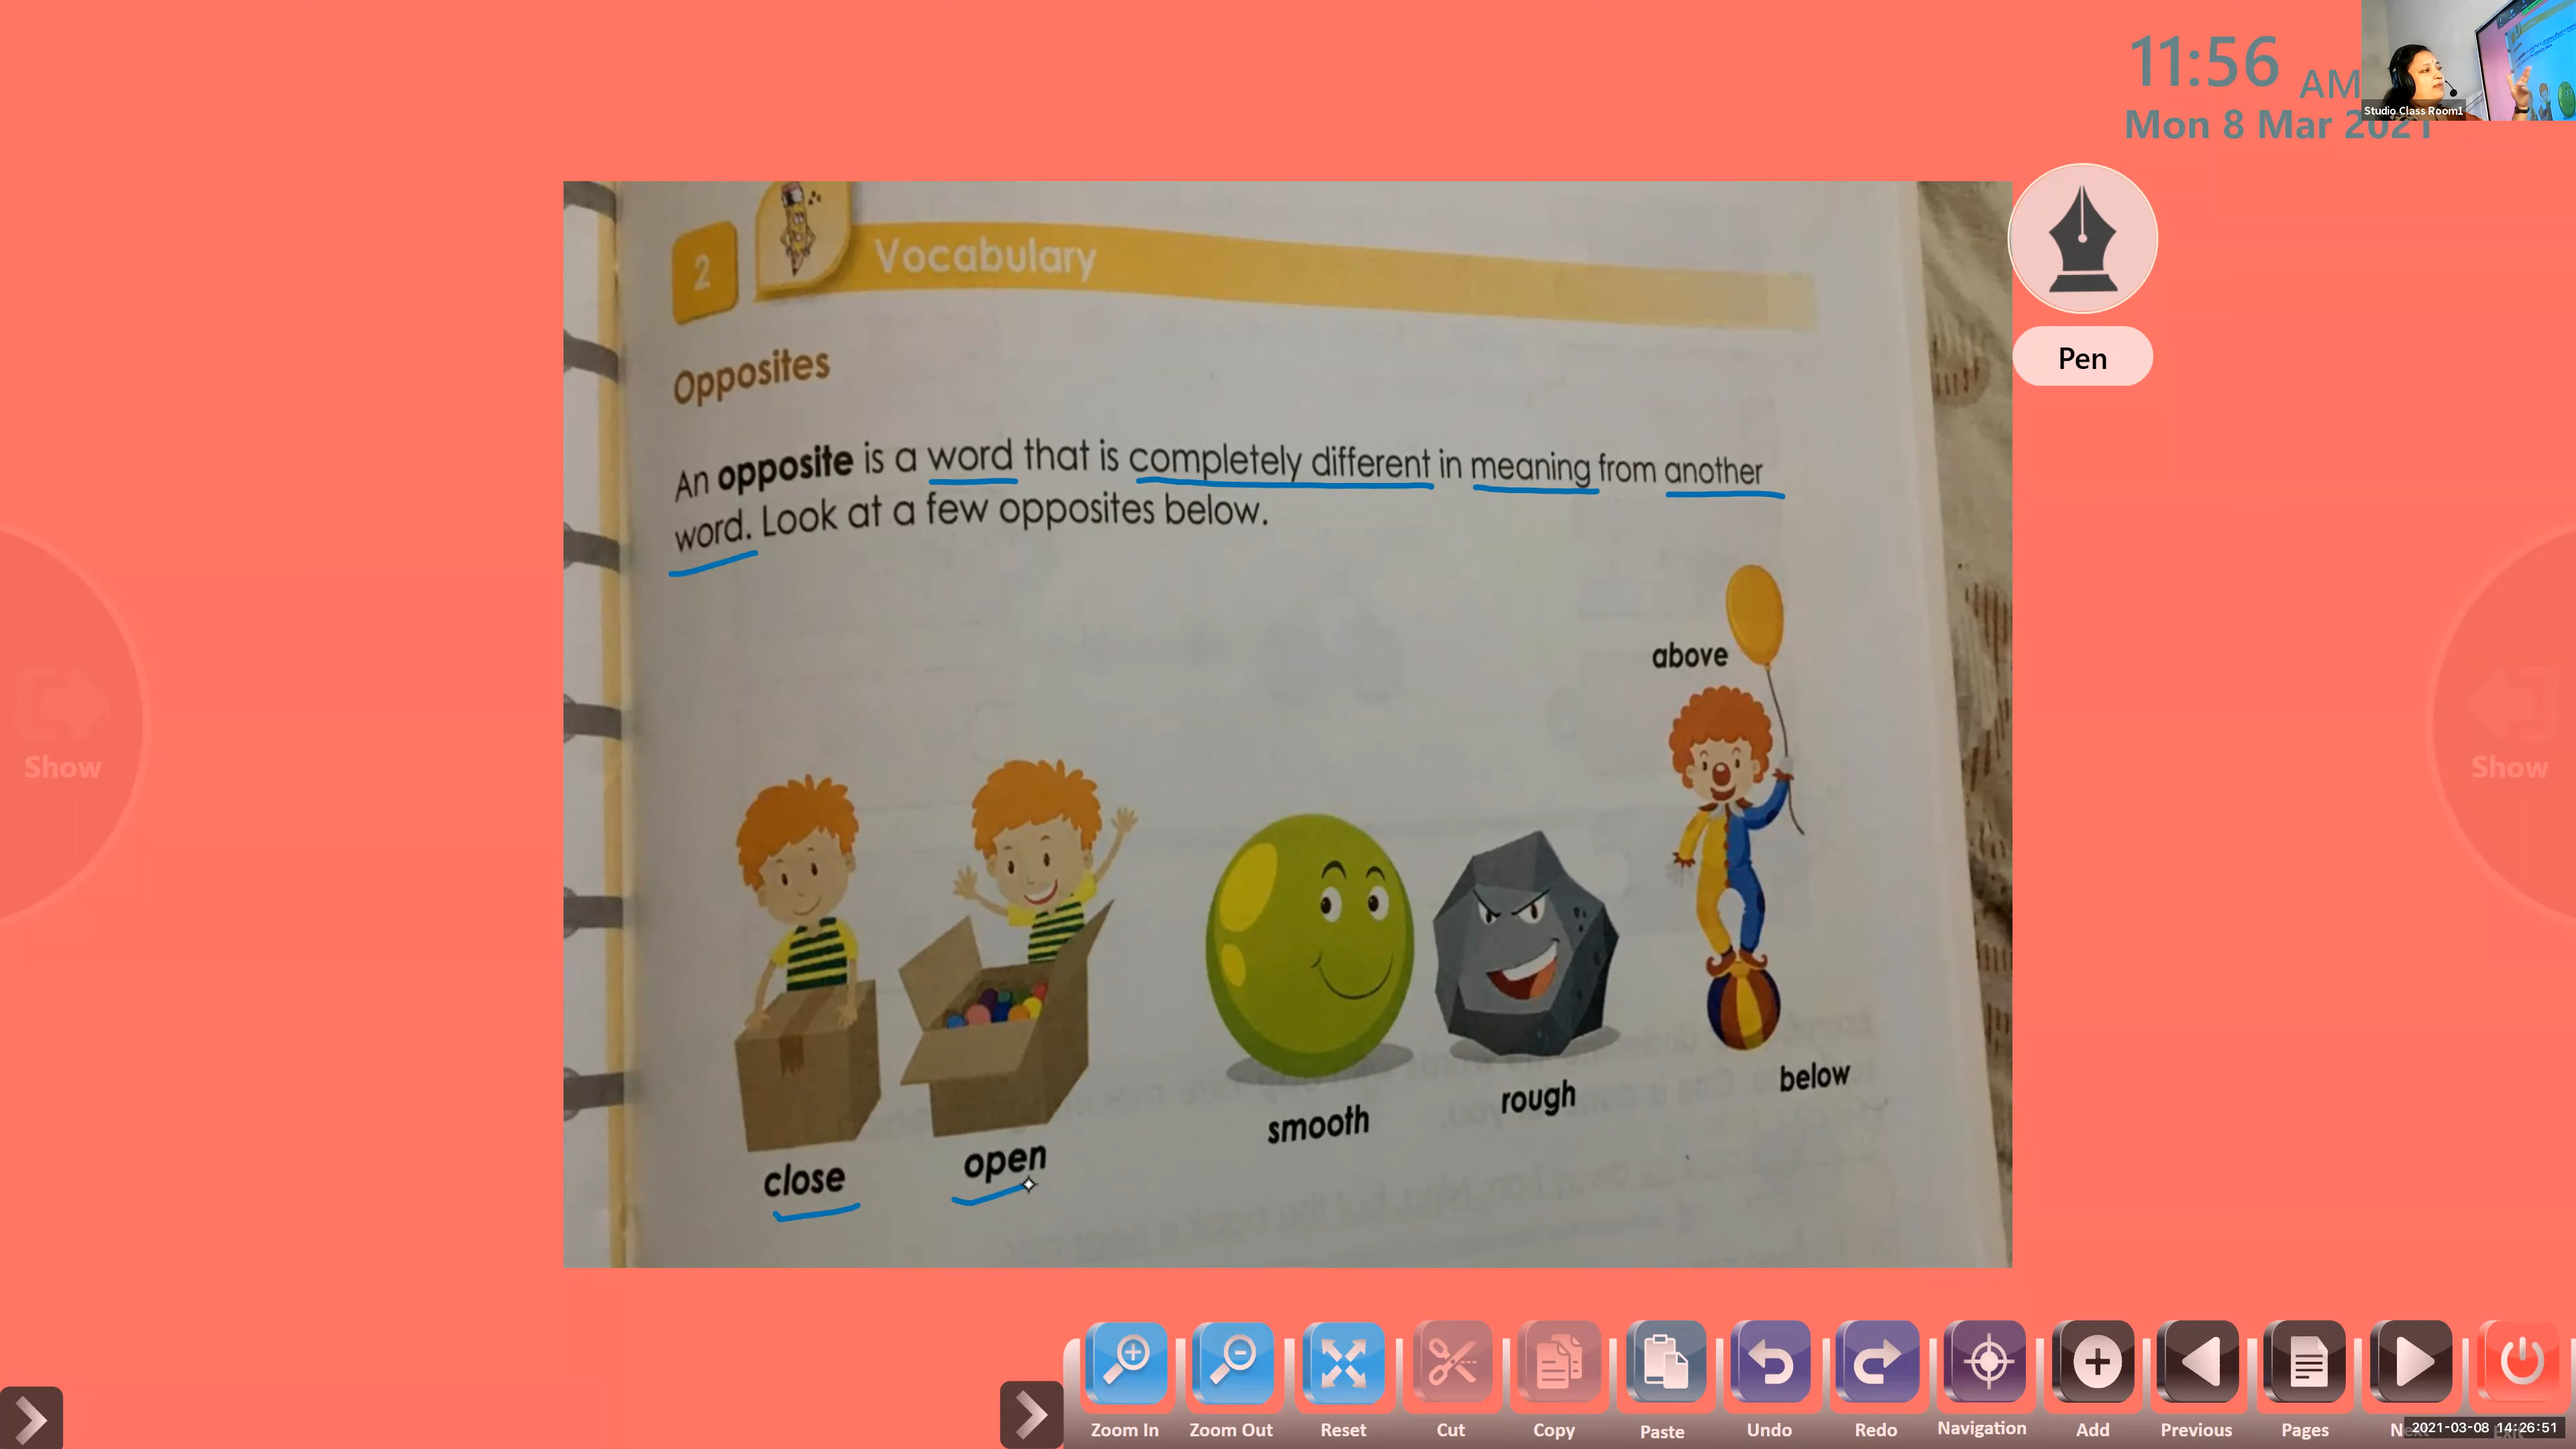 11:56 AM
Mon 8 Mar 2021
Studio Class Room1
Pen
2
Vocabulary
Opposites
An opposite is a word that is completely different in meaning from another
word. Look at a few opposites below.
above
below
smooth
rough
close
open
Show
Show
Zoom In
Zoom Out
Reset
Cut
Copy
Paste
Undo
Redo
Navigation
Add
Previous
Pages
2021-03-08 14:26:51